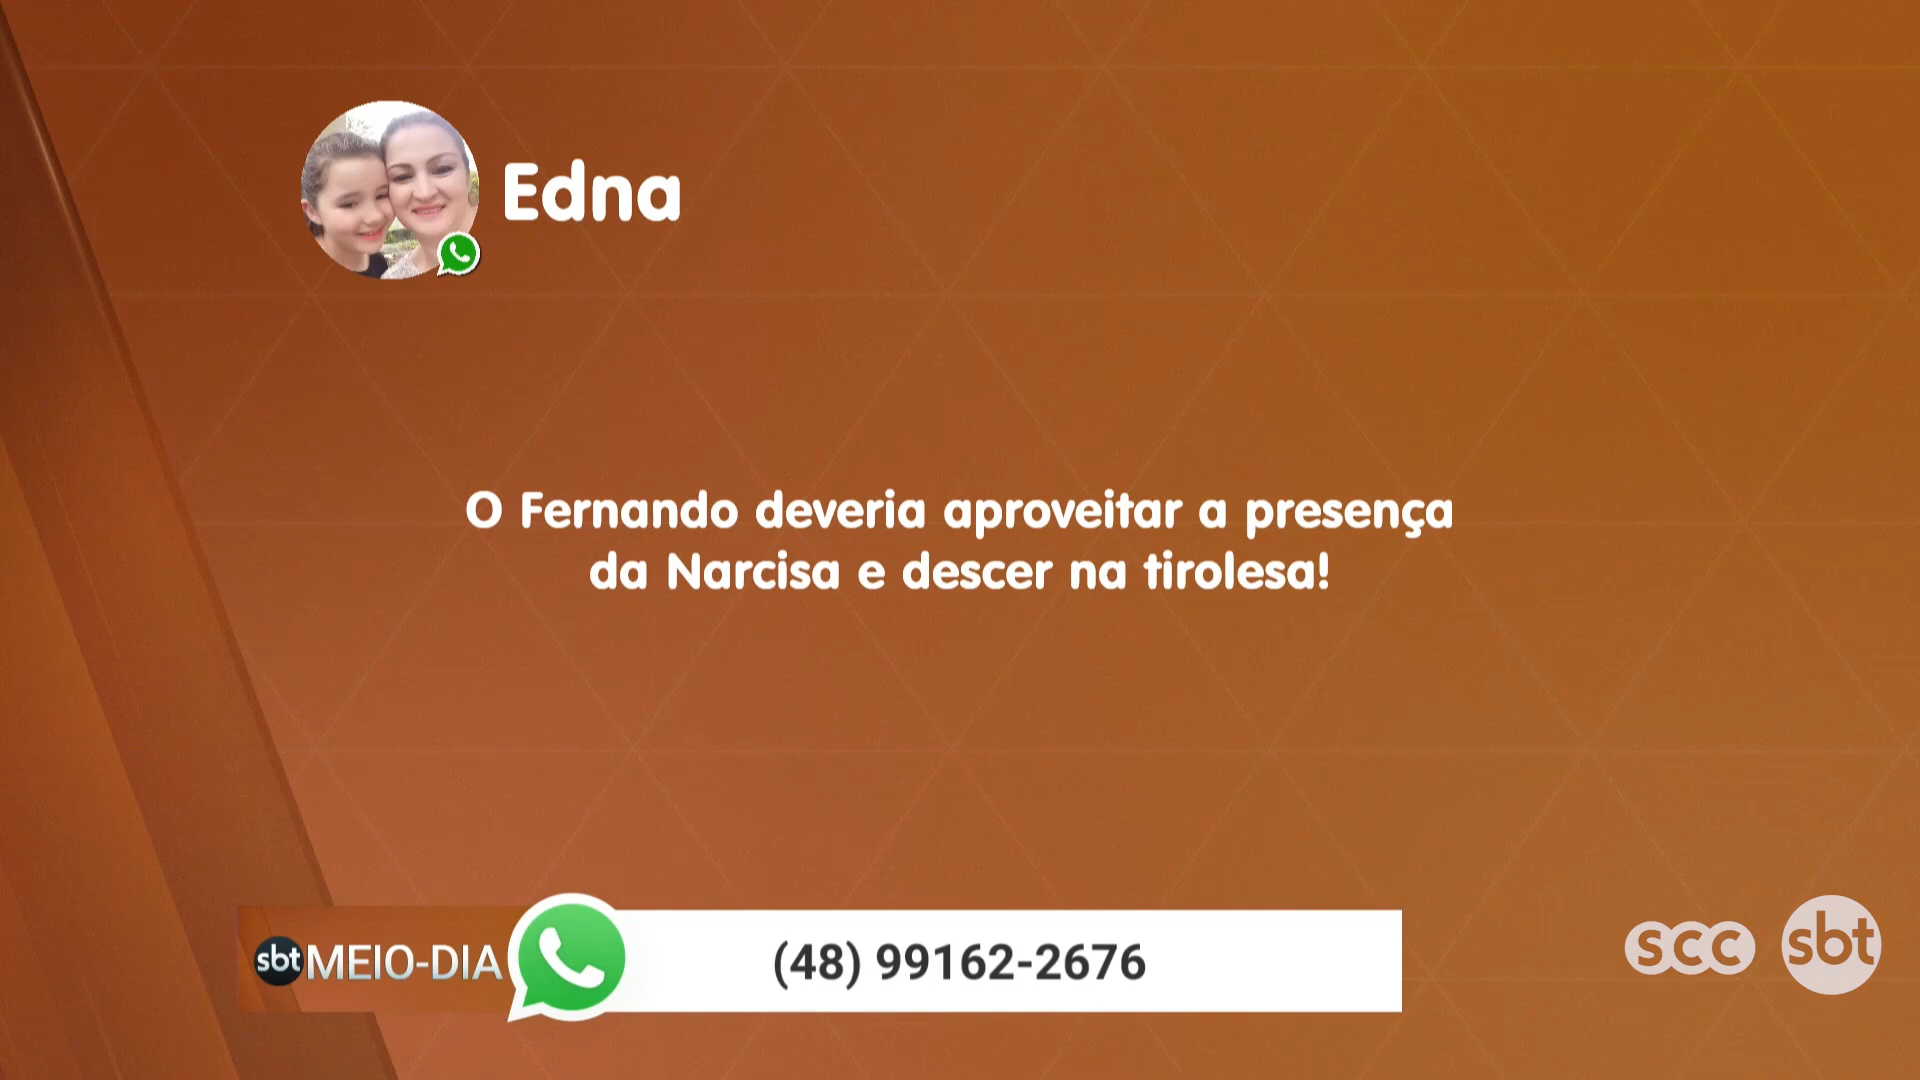 Edna
O Fernando deveria aproveitar a presença
da Narcisa e descer na tirolesa!
sbt MEIO-DIA
(48) 99162-2676
scc sbt